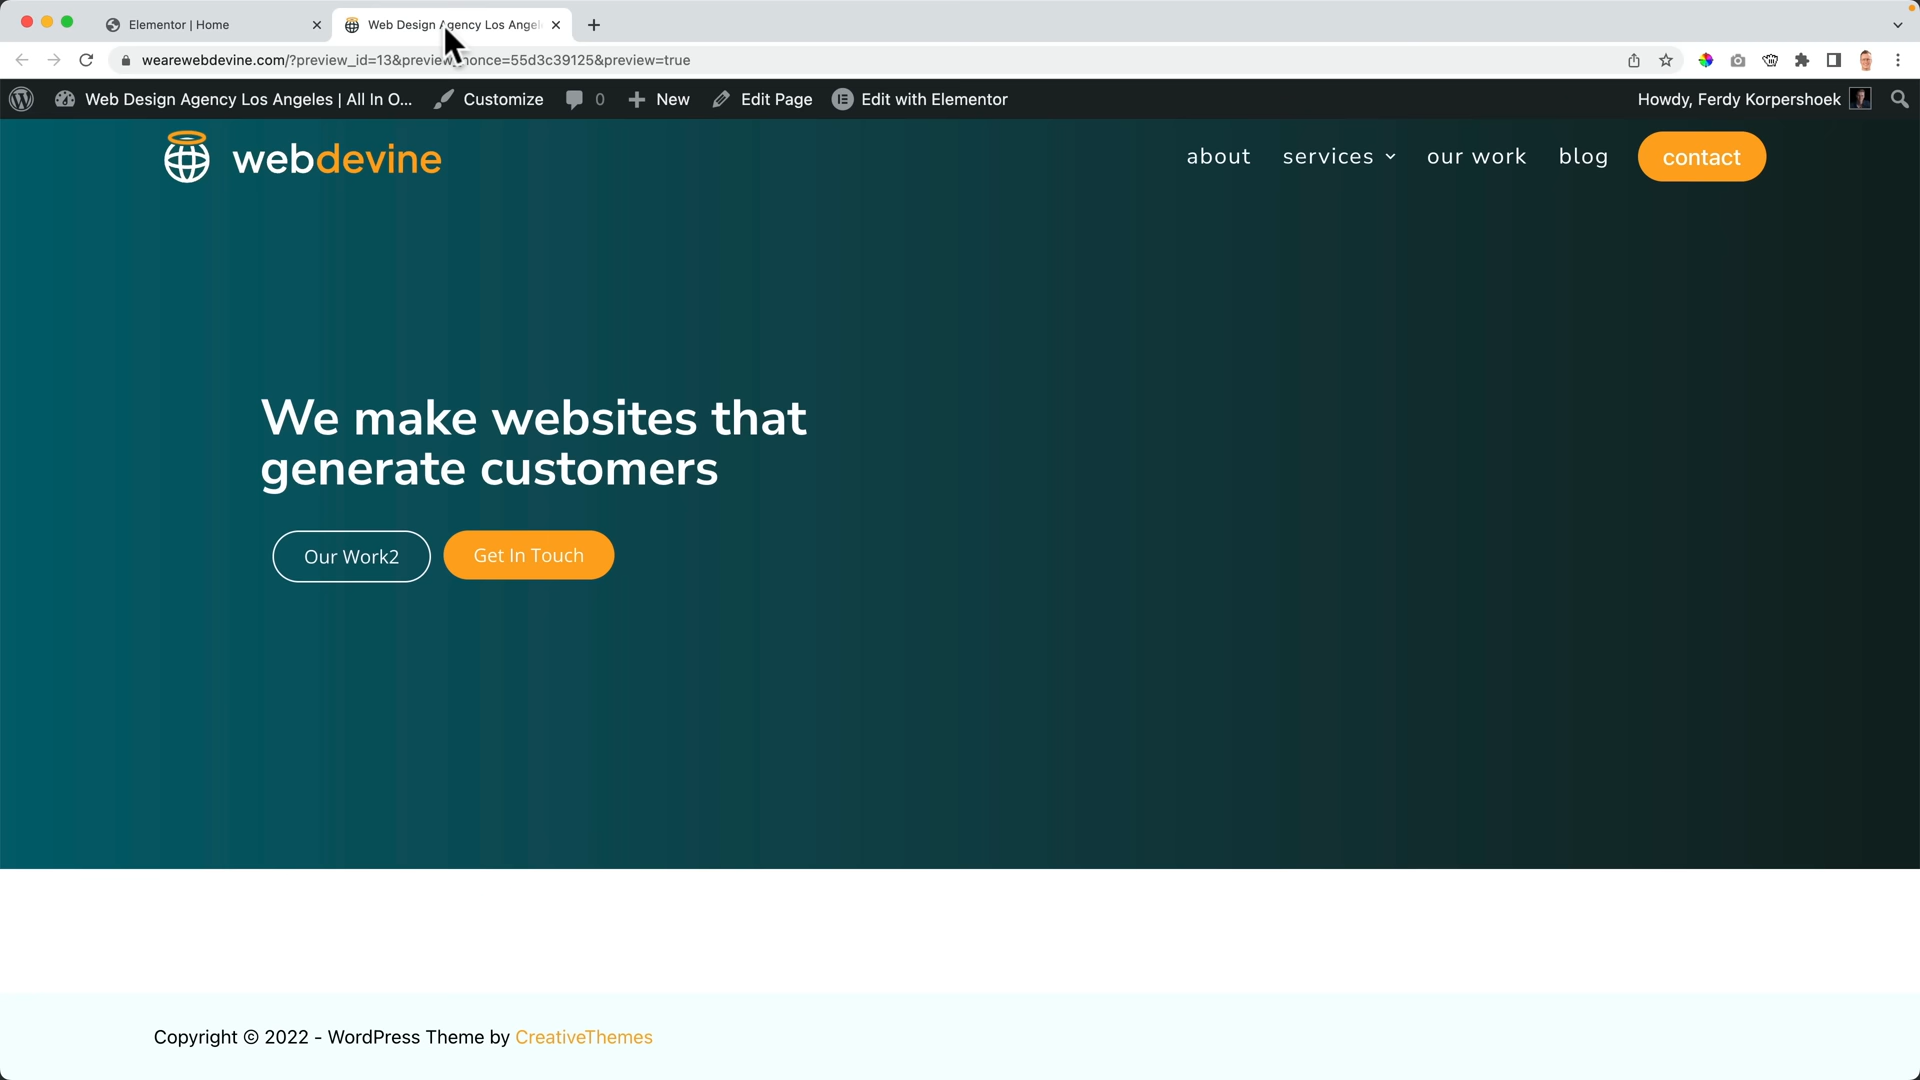 Elementor | Home
Web Design Agency Los Angel
wearewebdevine.com/?preview_id=13&preview_nonce=55d3c39125&preview=true
Web Design Agency Los Angeles | All In O... Customize 0 New Edit Page Edit with Elementor Howdy, Ferdy Korpershoek
webdevine about services our work blog contact
We make websites that
generate customers
Our Work2 Get In Touch
Copyright © 2022 - WordPress Theme by CreativeThemes